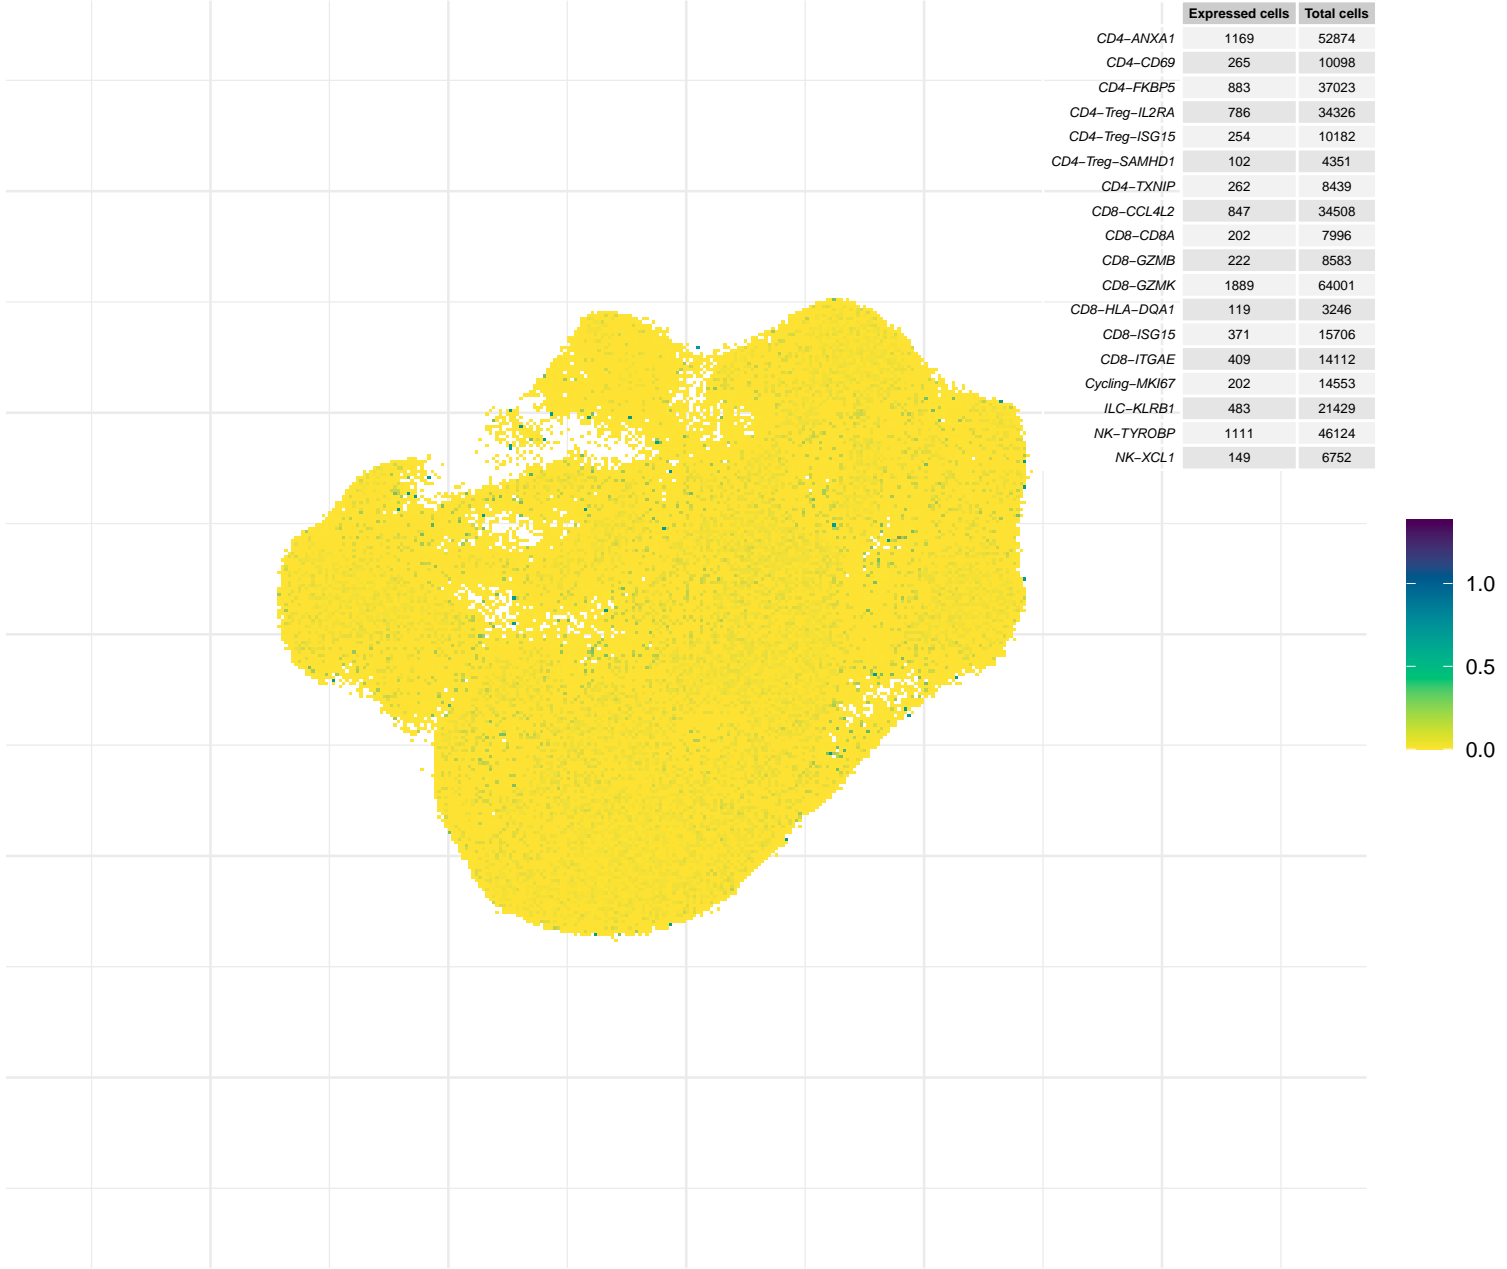 Expressed cells Total cells
CD4−ANXA1 1169 52874
CD4−CD69 265 10098
CD4−FKBP5 883 37023
CD4−Treg−IL2RA 786 34326
CD4−Treg−ISG15 254 10182
CD4−Treg−SAMHD1 102 4351
CD4−TXNIP 262 8439
CD8−CCL4L2 847 34508
CD8−CD8A 202 7996
CD8−GZMB 222 8583
CD8−GZMK 1889 64001
CD8−HLA−DQA1 119 3246
CD8−ISG15 371 15706
CD8−ITGAE 409 14112
Cycling−MKI67 202 14553
ILC−KLRB1 483 21429
NK−TYROBP 1111 46124
NK−XCL1 149 6752
1.0
0.5
0.0